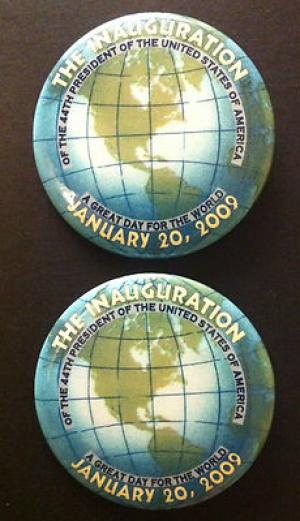 THE INAUGURATION
OF THE 44TH PRESIDENT OF THE UNITED STATES OF AMERICA
A GREAT DAY FOR THE WORLD
JANUARY 20, 2009
THE INAUGURATION
OF THE 44TH PRESIDENT OF THE UNITED STATES OF AMERICA
A GREAT DAY FOR THE WORLD
JANUARY 20, 2009